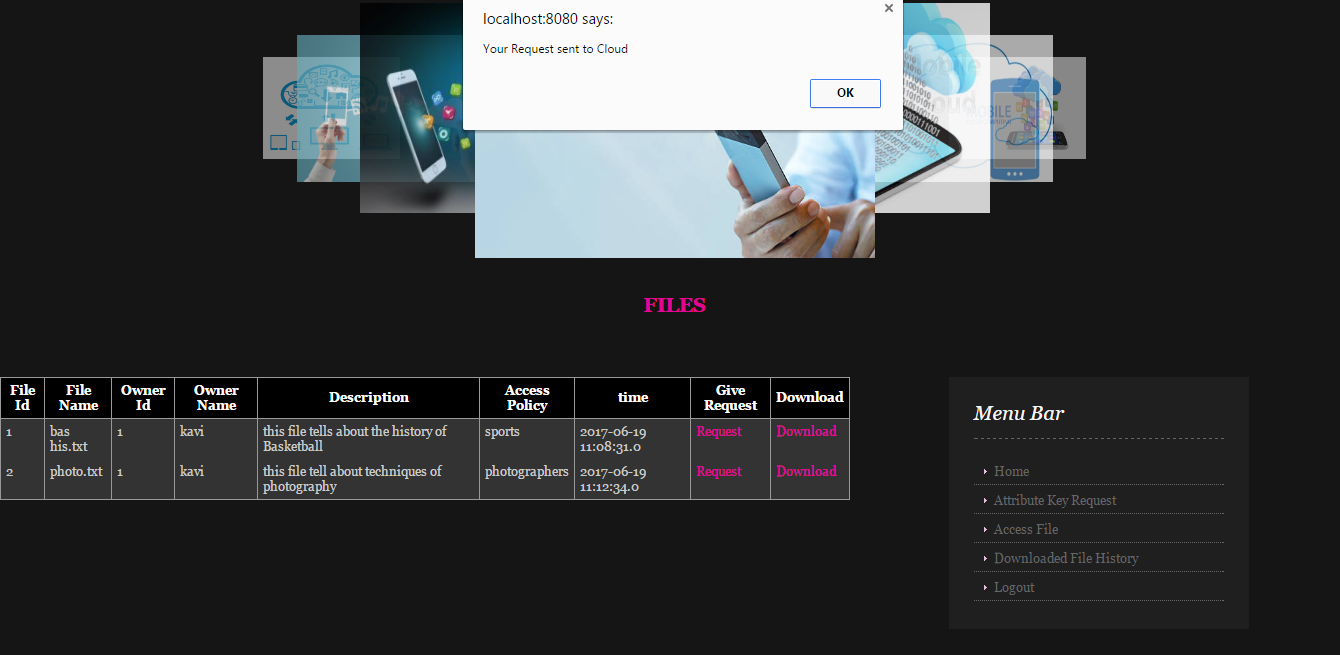 localhost:8080 says:
Your Request sent to Cloud
OK
MOBILE
FILES
File Id	File Name	Owner Id	Owner Name	Description	Access Policy	time	Give Request	Download
1	bas his.txt	1	kavi	this file tells about the history of Basketball	sports	2017-06-19 11:08:31.0	Request	Download
2	photo.txt	1	kavi	this file tell about techniques of photography	photographers	2017-06-19 11:12:34.0	Request	Download
Menu Bar
Home
Attribute Key Request
Access File
Downloaded File History
Logout